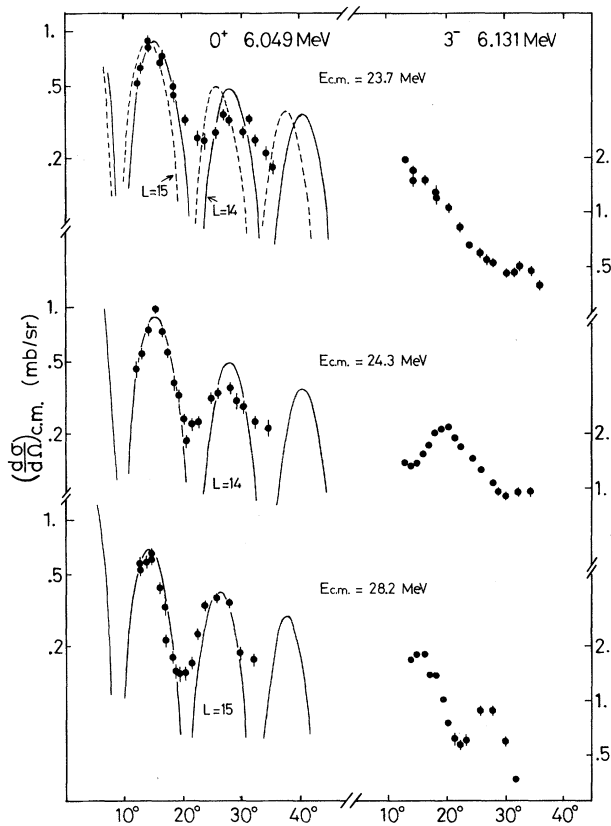 0⁺ 6.049 MeV
3⁻ 6.131 MeV
1.
.5
.2
Ec.m. = 23.7 MeV
L=15
L=14
2.
1.
.5
(dσ/dΩ)c.m. (mb/sr)
1.
.5
.2
Ec.m. = 24.3 MeV
L=14
2.
1.
1.
.5
.2
Ec.m. = 28.2 MeV
L=15
2.
1.
.5
10° 20° 30° 40° 10° 20° 30° 40°